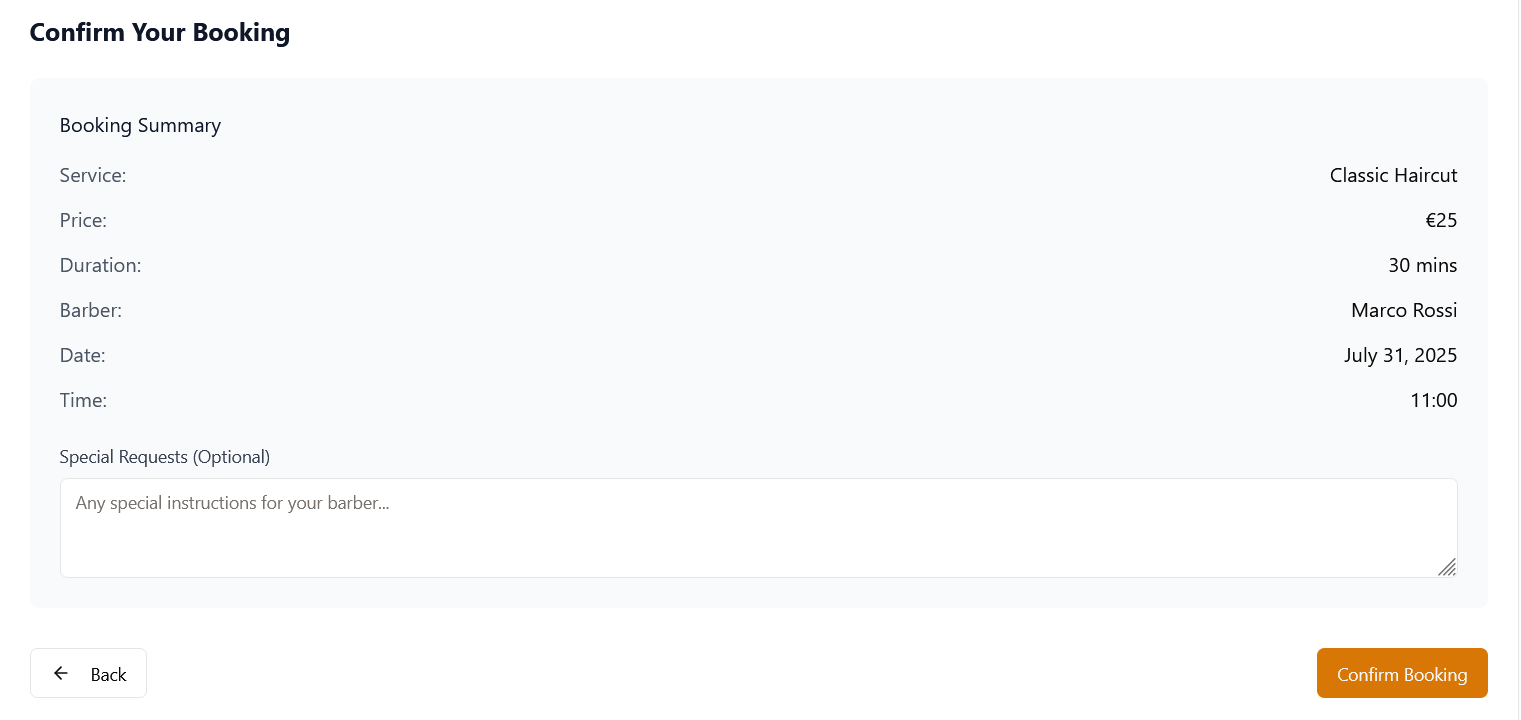 Confirm Your Booking
Booking Summary
Service: Classic Haircut
Price: €25
Duration: 30 mins
Barber: Marco Rossi
Date: July 31, 2025
Time: 11:00
Special Requests (Optional)
Any special instructions for your barber...
Back Confirm Booking